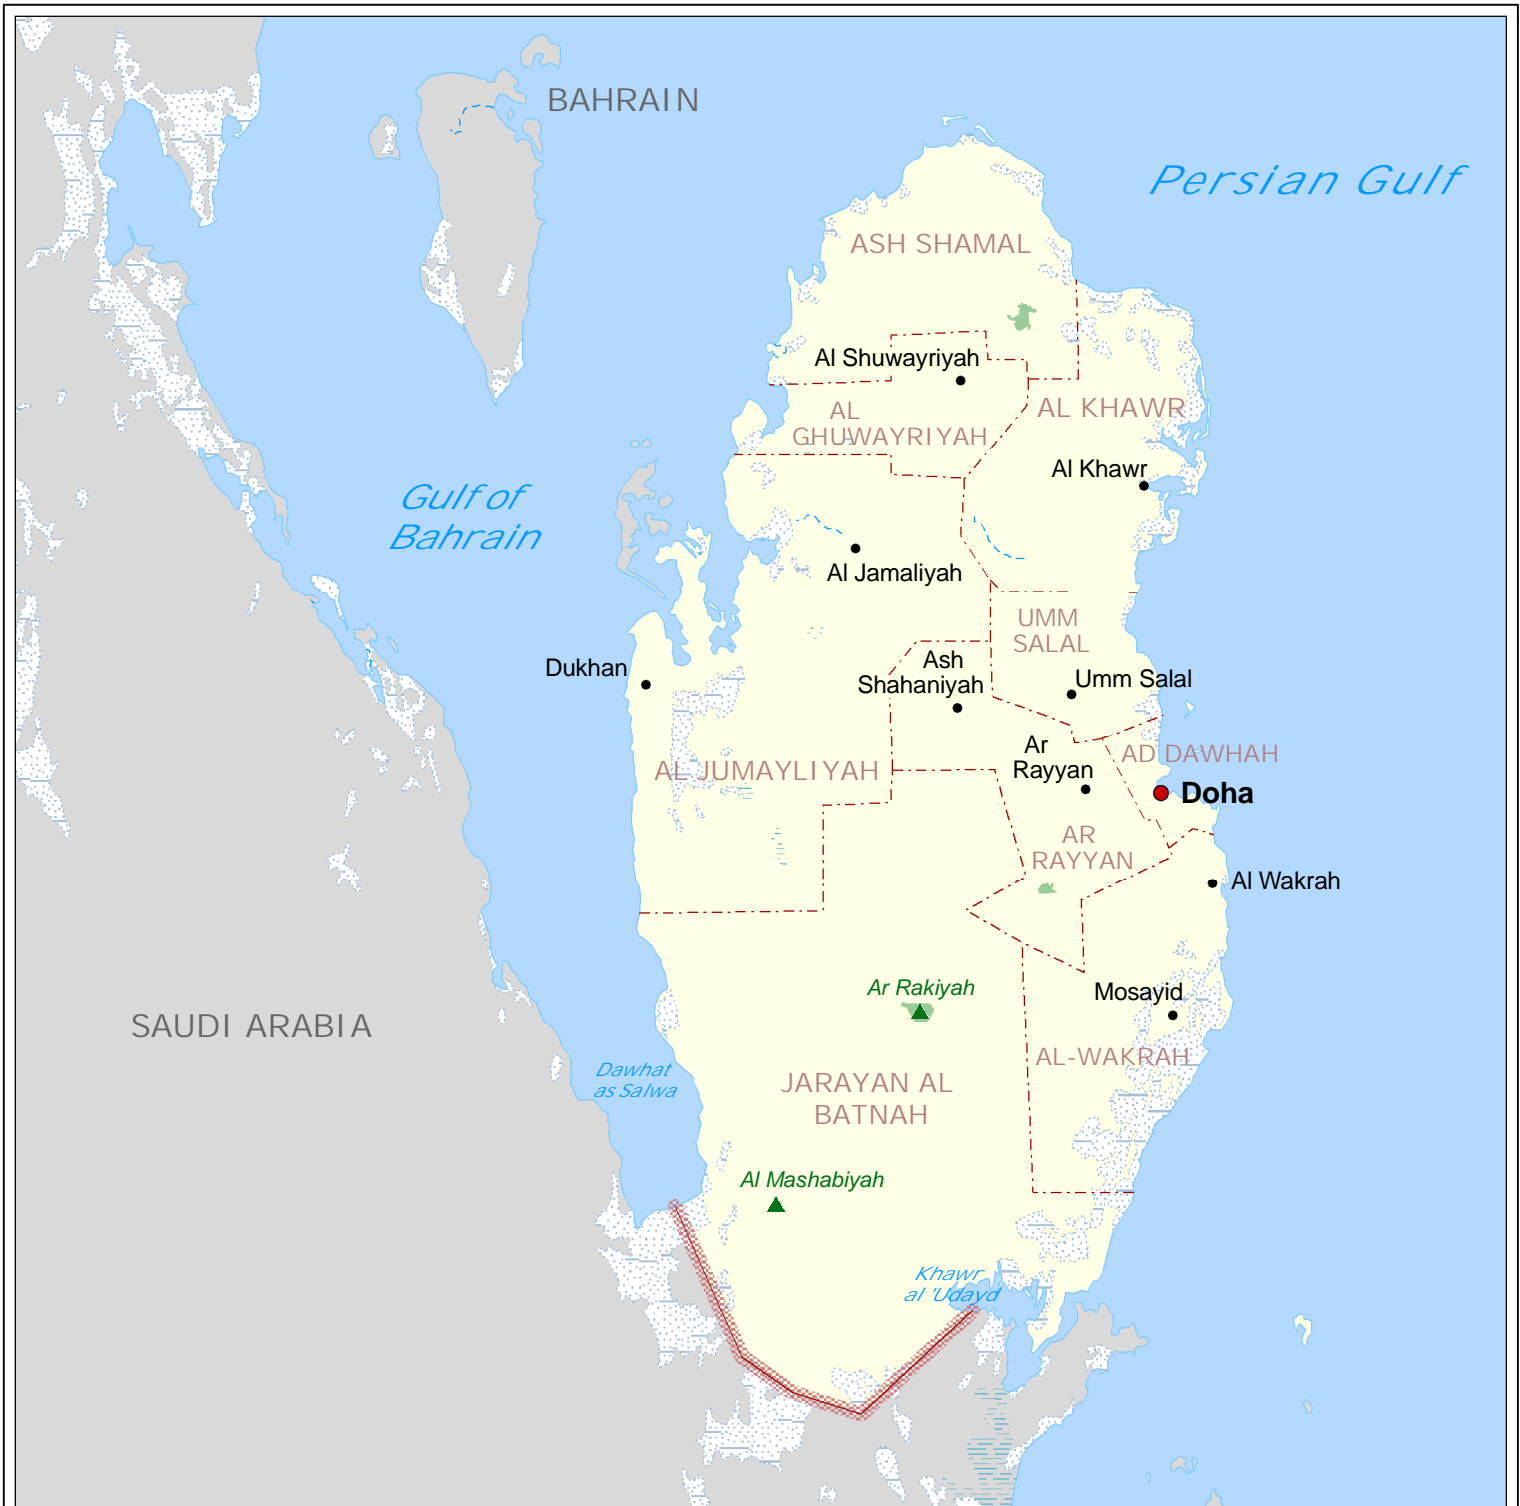 BAHRAIN
Persian Gulf
ASH SHAMAL
Al Shuwayriyah
AL
GHUWAYRIYAH
AL KHAWR
Al Khawr
Gulf of
Bahrain
Al Jamaliyah
UMM
SALAL
Dukhan
Ash
Shahaniyah
Umm Salal
Ar
Rayyan
AD DAWHAH
AL JUMAYLIYAH
Doha
AR
RAYYAN
Al Wakrah
Ar Rakiyah
Mosayid
SAUDI ARABIA
AL-WAKRAH
Dawhat
as Salwa
JARAYAN AL
BATNAH
Al Mashabiyah
Khawr
al 'Udayd